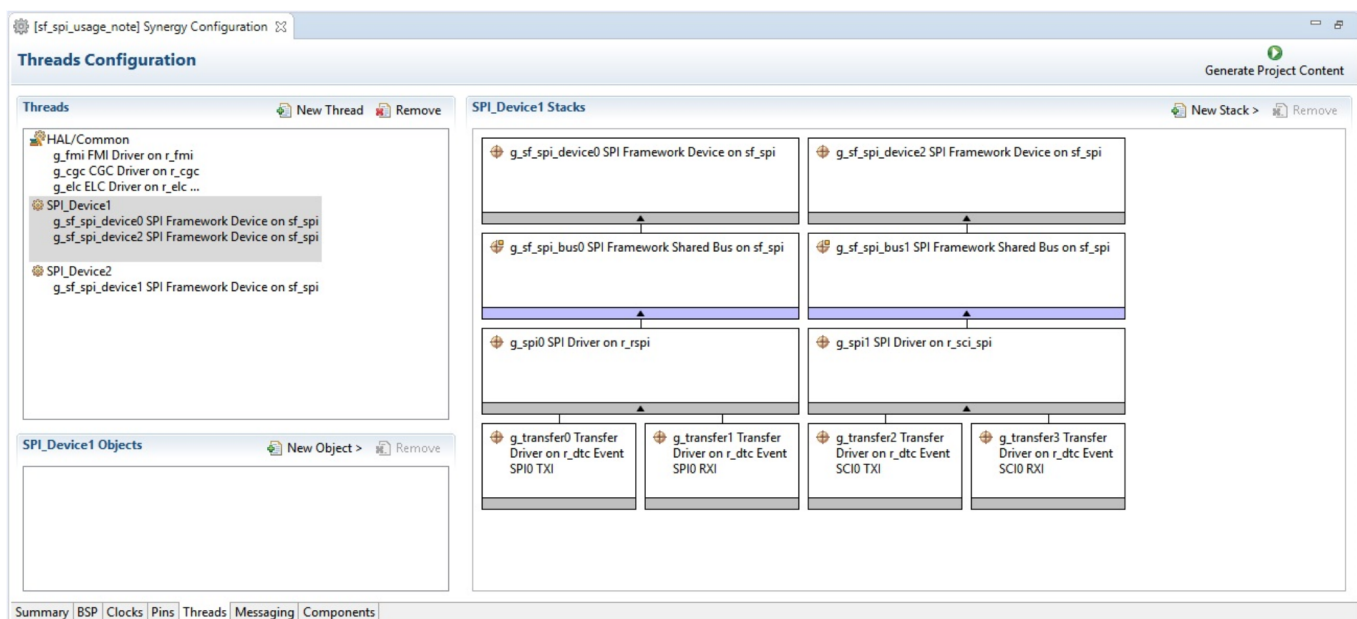 [sf_spi_usage_note] Synergy Configuration
Threads Configuration
Generate Project Content
Threads
New Thread
Remove
HAL/Common
g_fmi FMI Driver on r_fmi
g_cgc CGC Driver on r_cgc
g_elc ELC Driver on r_elc ...
SPI_Device1
g_sf_spi_device0 SPI Framework Device on sf_spi
g_sf_spi_device2 SPI Framework Device on sf_spi
SPI_Device2
g_sf_spi_device1 SPI Framework Device on sf_spi
SPI_Device1 Objects
New Object >
Remove
SPI_Device1 Stacks
New Stack >
Remove
g_sf_spi_device0 SPI Framework Device on sf_spi
g_sf_spi_device2 SPI Framework Device on sf_spi
g_sf_spi_bus0 SPI Framework Shared Bus on sf_spi
g_sf_spi_bus1 SPI Framework Shared Bus on sf_spi
g_spi0 SPI Driver on r_rspi
g_spi1 SPI Driver on r_sci_spi
g_transfer0 Transfer
Driver on r_dtc Event
SPI0 TXI
g_transfer1 Transfer
Driver on r_dtc Event
SPI0 RXI
g_transfer2 Transfer
Driver on r_dtc Event
SCI0 TXI
g_transfer3 Transfer
Driver on r_dtc Event
SCI0 RXI
Summary BSP Clocks Pins Threads Messaging Components